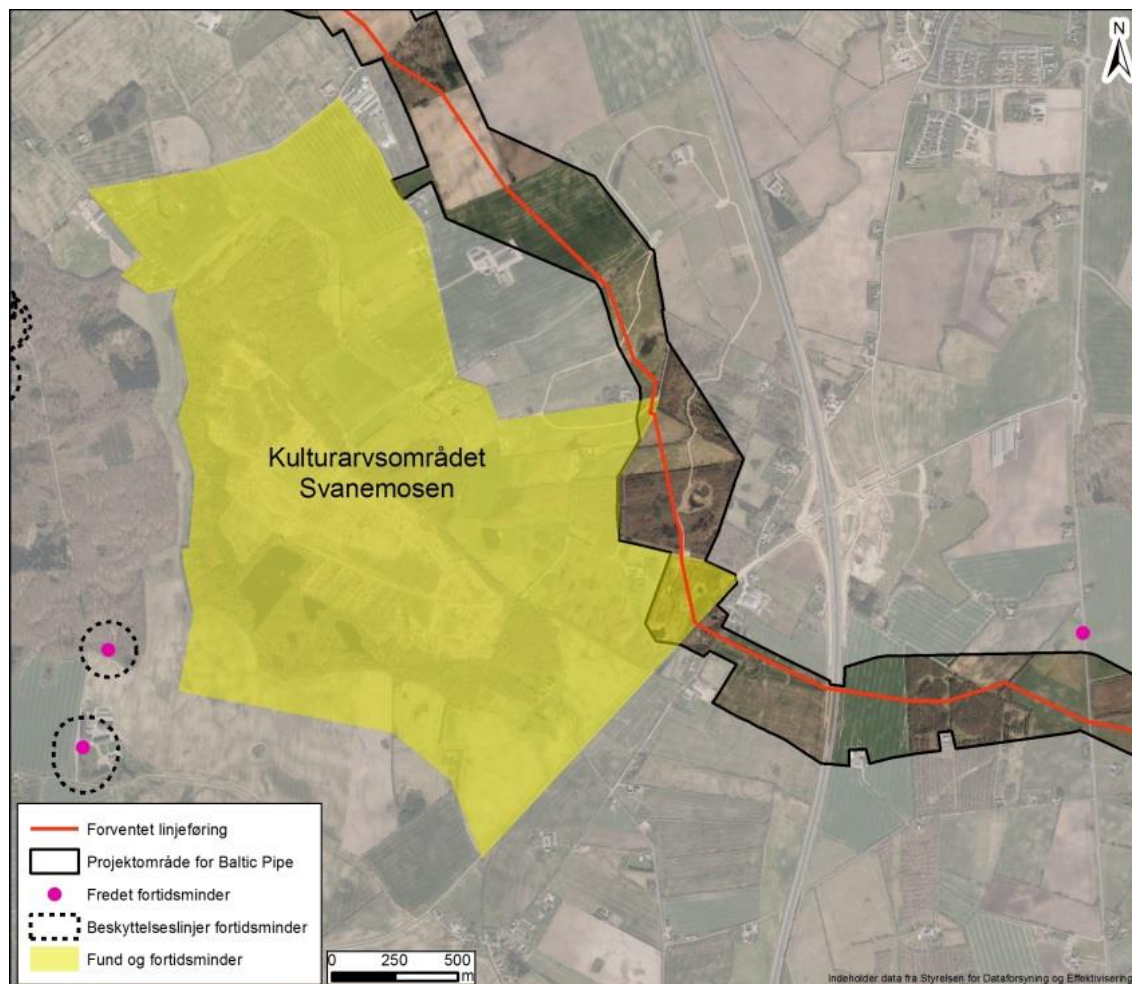 N
Kulturarvsområdet
Svanemosen
Forventet linjeføring
Projektområde for Baltic Pipe
Fredet fortidsminder
Beskyttelseslinjer fortidsminder
Fund og fortidsminder
0 250 500
m
Indeholder data fra Styrelsen for Dataforsyning og Effektivisering